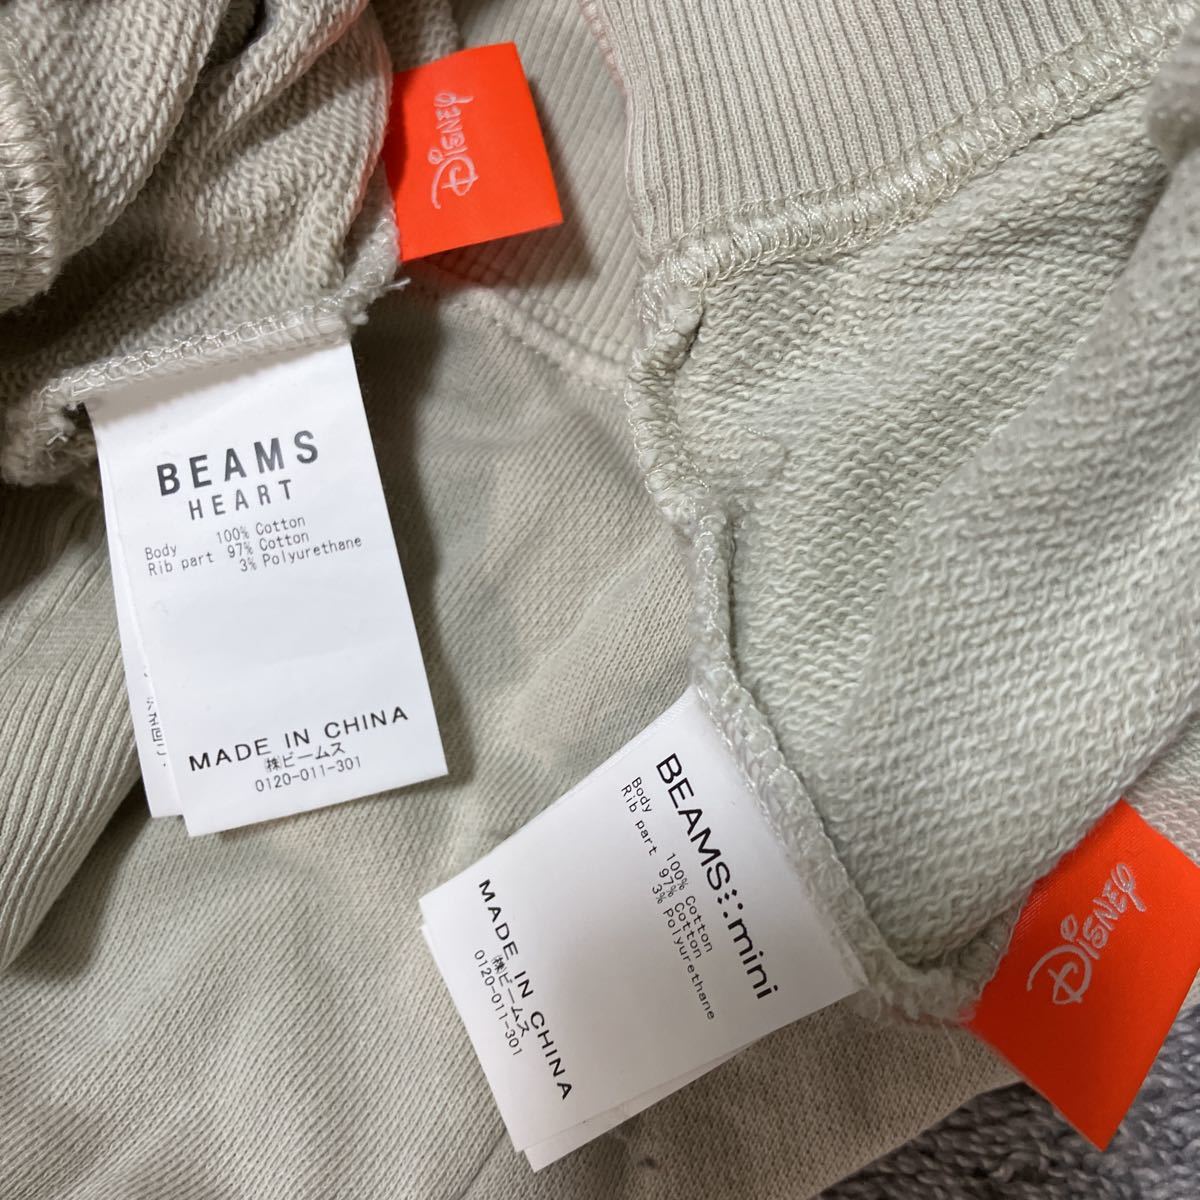 DISNEY
BEAMS
HEART
Body 100% Cotton
Rib part 97% Cotton
3% Polyurethane
MADE IN CHINA
㈱ビームス
0120-011-301
BEAMS mini
Body 100% Cotton
Rib part 97% Cotton
3% Polyurethane
MADE IN CHINA
㈱ビームス
0120-011-301
DISNEY